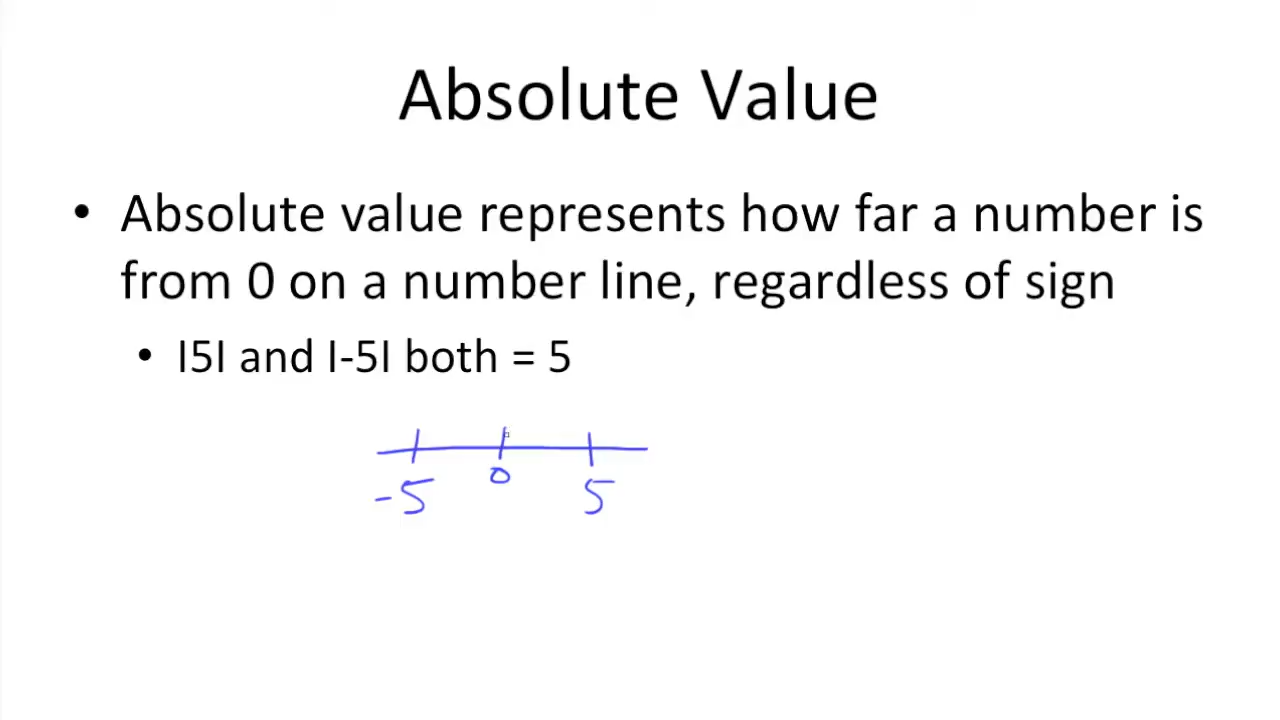 Absolute Value
• Absolute value represents how far a number is
from 0 on a number line, regardless of sign
• I5I and I-5I both = 5
-5 0 5